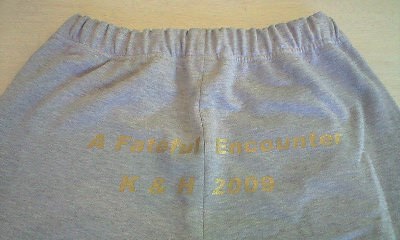 A Fateful Encounter
K & H 2009